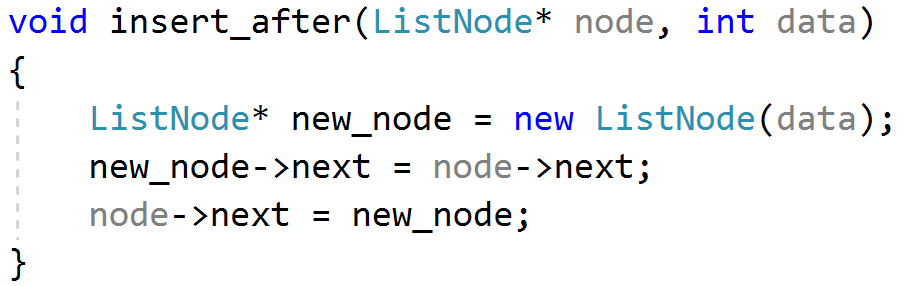 void insert_after(ListNode* node, int data)
{
    ListNode* new_node = new ListNode(data);
    new_node->next = node->next;
    node->next = new_node;
}